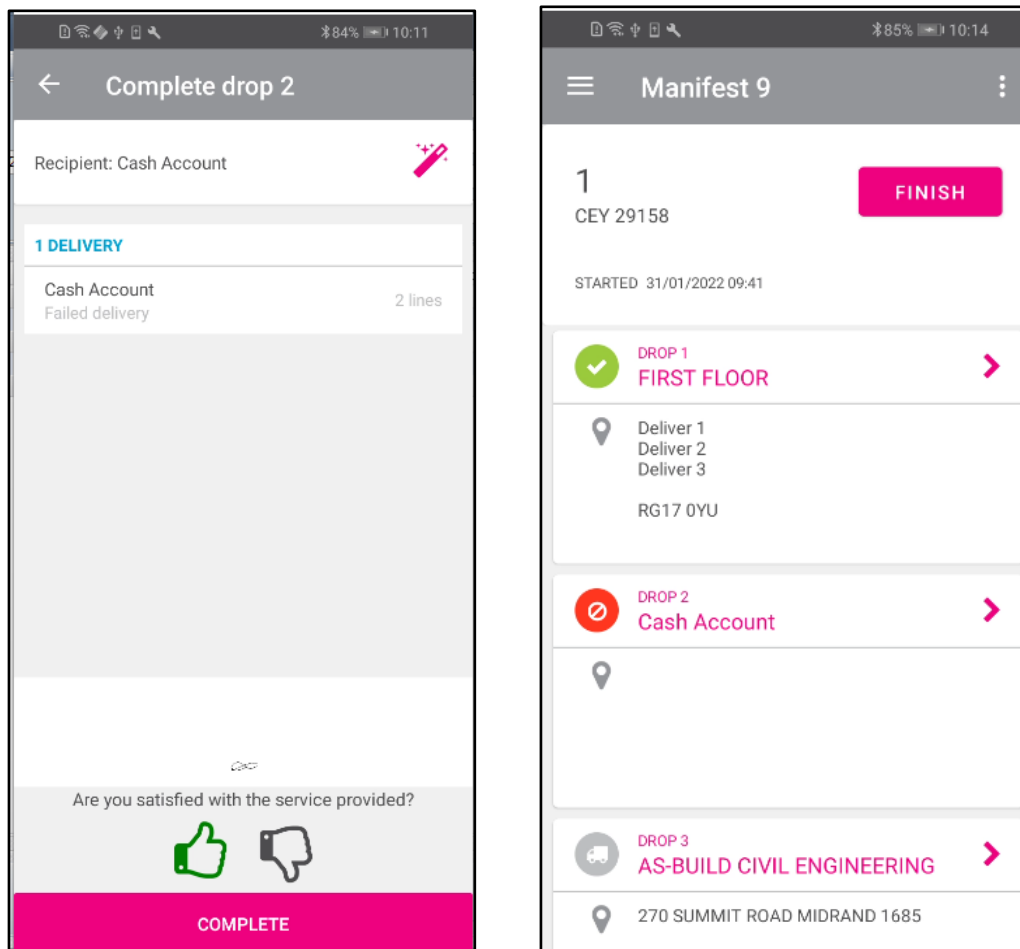 84% 10:11
Complete drop 2
Recipient: Cash Account
1 DELIVERY
Cash Account
Failed delivery
2 lines
Are you satisfied with the service provided?
COMPLETE
85% 10:14
Manifest 9
1
CEY 29158
FINISH
STARTED 31/01/2022 09:41
DROP 1
FIRST FLOOR
Deliver 1
Deliver 2
Deliver 3
RG17 0YU
DROP 2
Cash Account
DROP 3
AS-BUILD CIVIL ENGINEERING
270 SUMMIT ROAD MIDRAND 1685